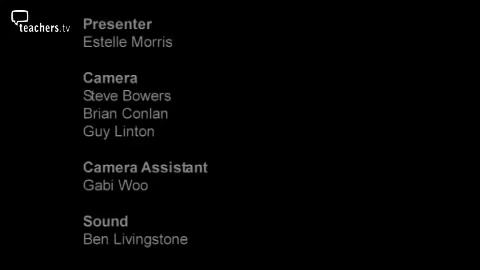 teachers.tv
Presenter
Estelle Morris
Camera
Steve Bowers
Brian Conlan
Guy Linton
Camera Assistant
Gabi Woo
Sound
Ben Livingstone